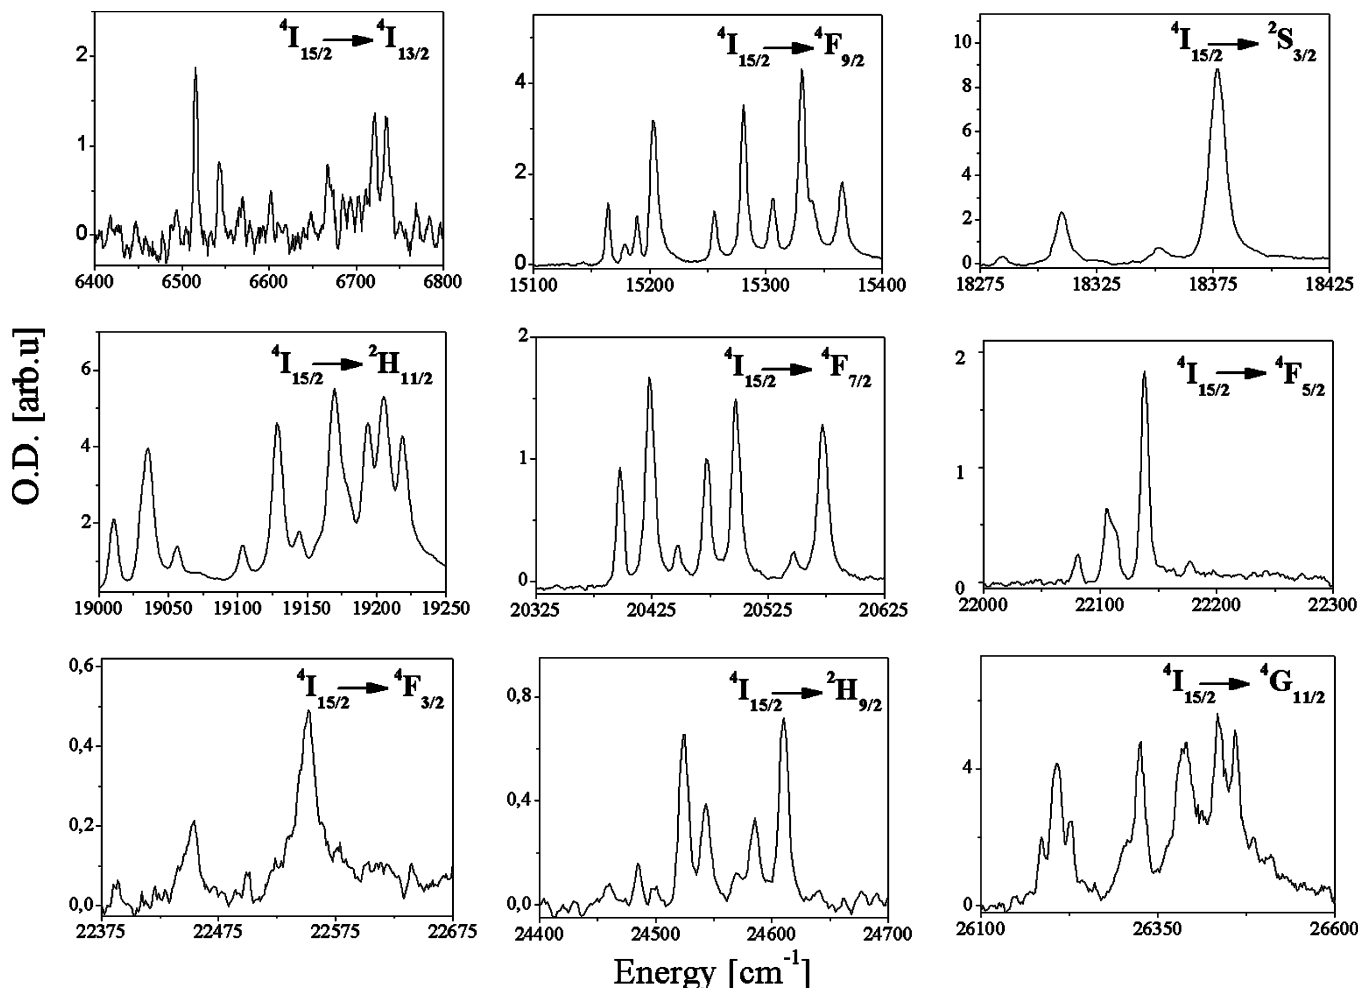 ⁴I₁₅/₂ → ⁴I₁₃/₂
2
1
0
6400 6500 6600 6700 6800
⁴I₁₅/₂ → ⁴F₉/₂
4
2
0
15100 15200 15300 15400
⁴I₁₅/₂ → ²S₃/₂
10
8
6
4
2
0
18275 18325 18375 18425
⁴I₁₅/₂ → ²H₁₁/₂
6
4
2
19000 19050 19100 19150 19200 19250
⁴I₁₅/₂ → ⁴F₇/₂
2
1
0
20325 20425 20525 20625
⁴I₁₅/₂ → ⁴F₅/₂
2
1
0
22000 22100 22200 22300
⁴I₁₅/₂ → ⁴F₃/₂
0,6
0,4
0,2
0,0
22375 22475 22575 22675
⁴I₁₅/₂ → ²H₉/₂
0,8
0,4
0,0
24400 24500 24600 24700
⁴I₁₅/₂ → ⁴G₁₁/₂
4
0
26100 26350 26600
O.D. [arb.u]
Energy [cm⁻¹]